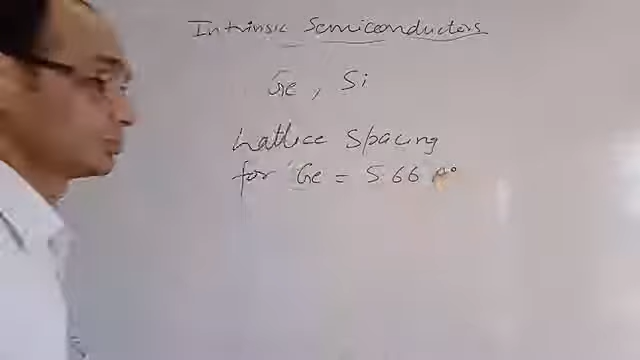 Intrinsic Semiconductors
Ge, Si
Lattice Spacing
for Ge = 5.66 A°